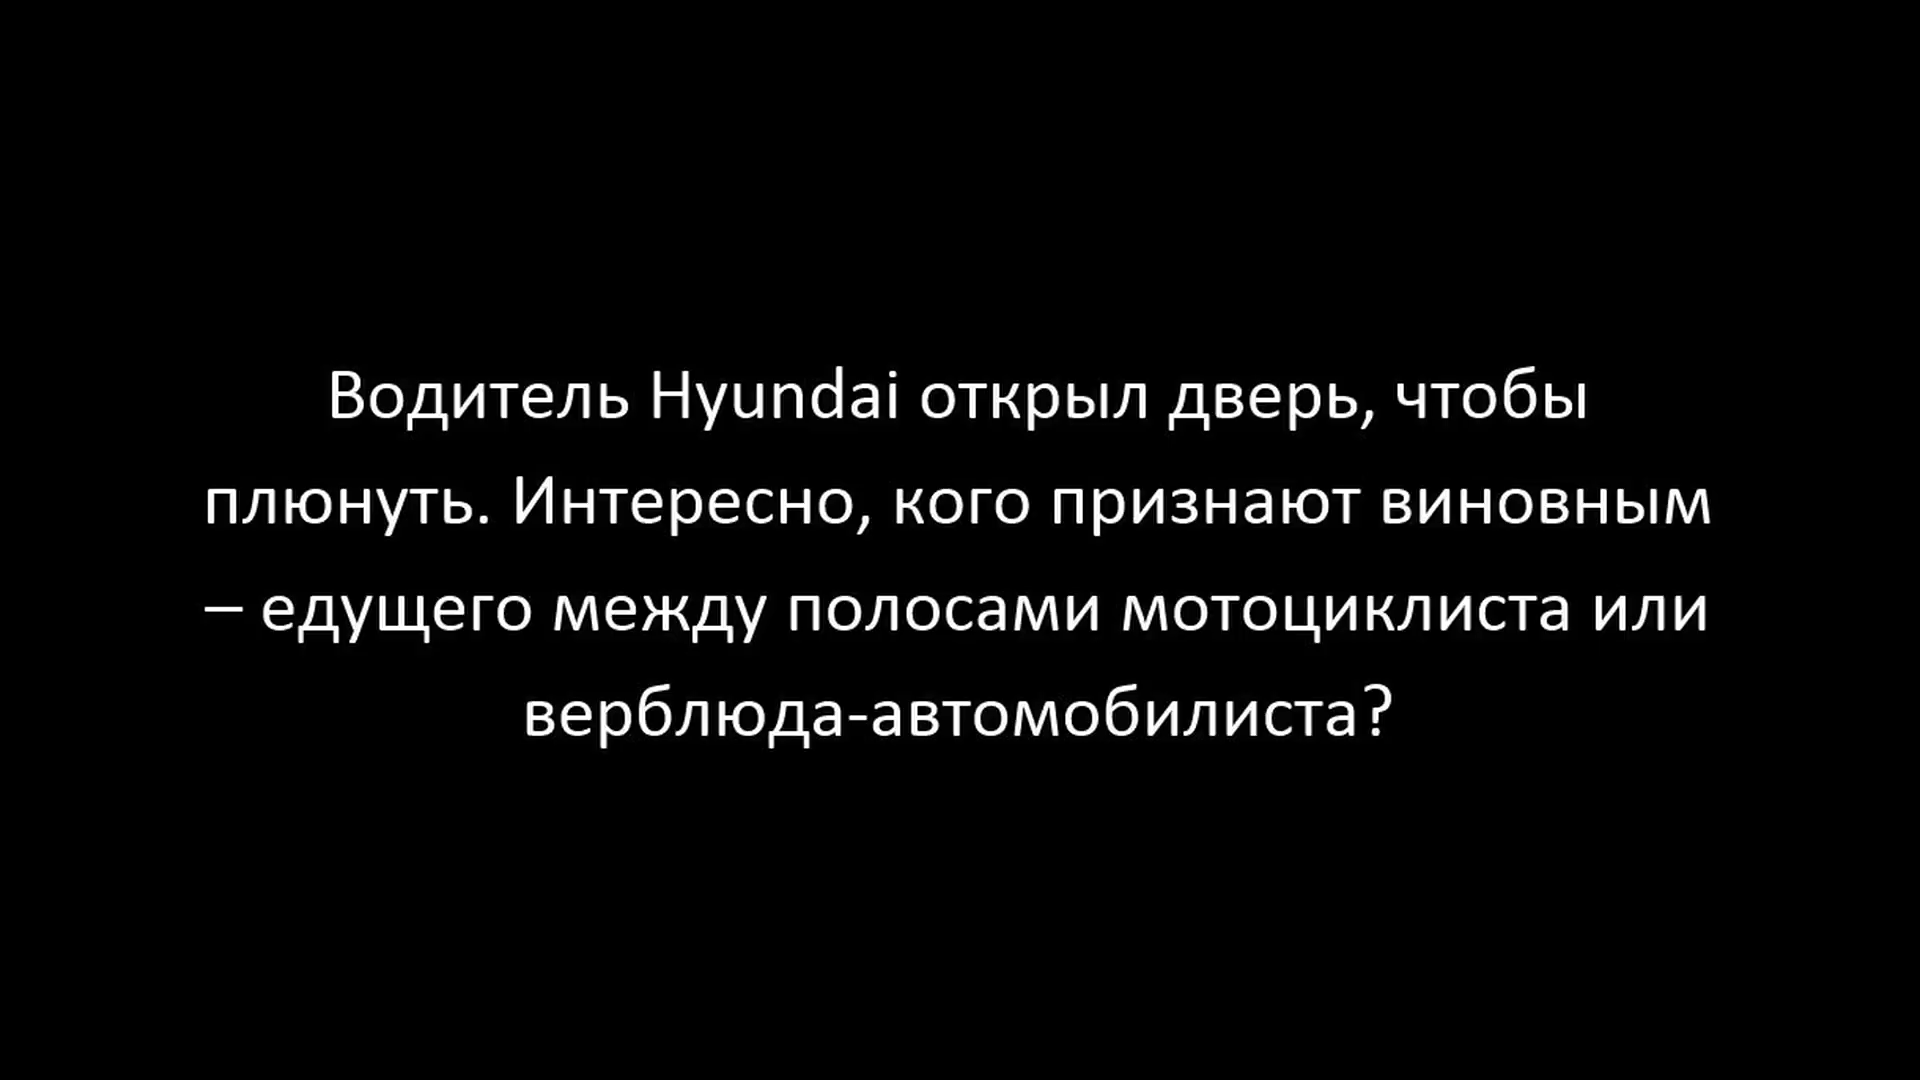 Водитель Hyundai открыл дверь, чтобы
плюнуть. Интересно, кого признают виновным
– едущего между полосами мотоциклиста или
верблюда-автомобилиста?